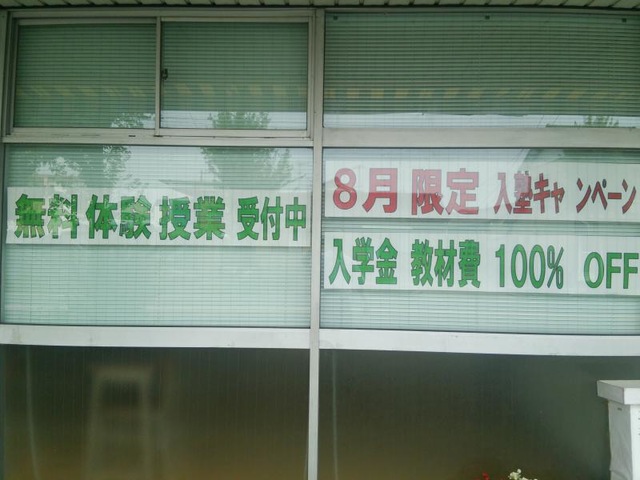 無料 体験 授業 受付中
8月 限定 入塾キャンペーン
入学金 教材費 100% OFF